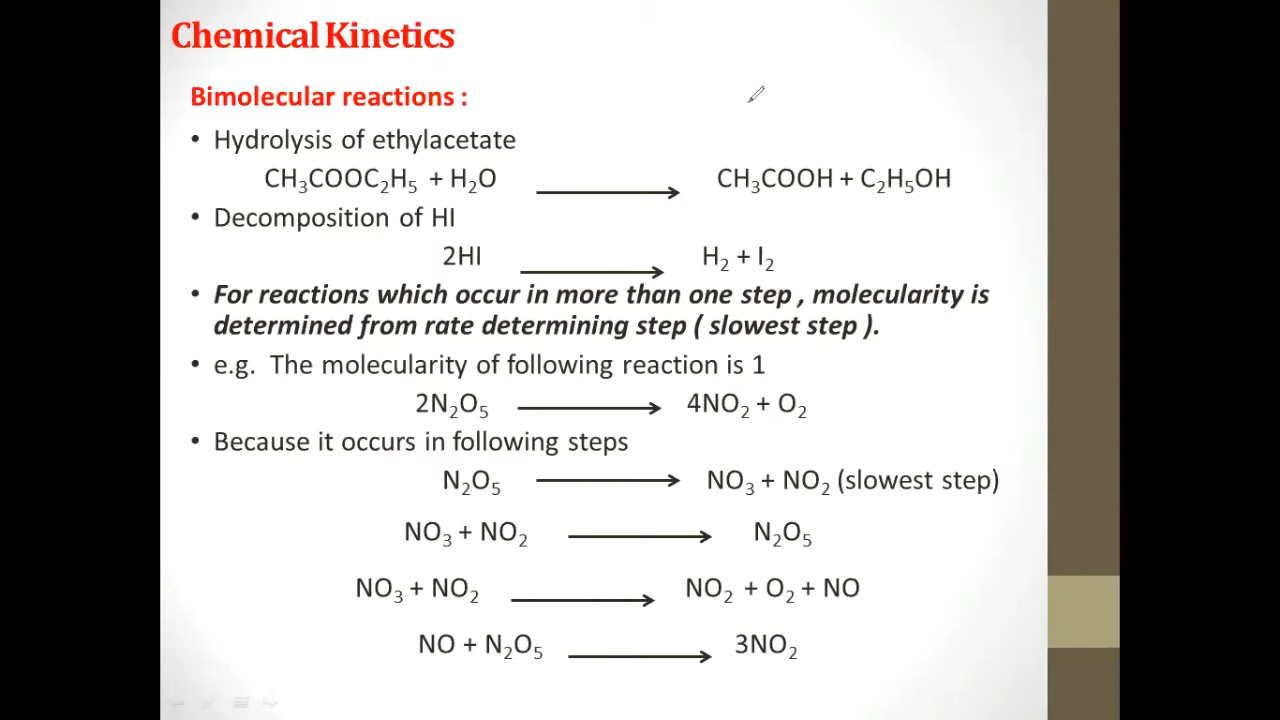 Chemical Kinetics
Bimolecular reactions :
• Hydrolysis of ethylacetate
CH₃COOC₂H₅ + H₂O ⟶ CH₃COOH + C₂H₅OH
• Decomposition of HI
2HI ⟶ H₂ + I₂
• For reactions which occur in more than one step , molecularity is
determined from rate determining step ( slowest step ).
• e.g. The molecularity of following reaction is 1
2N₂O₅ ⟶ 4NO₂ + O₂
• Because it occurs in following steps
N₂O₅ ⟶ NO₃ + NO₂ (slowest step)
NO₃ + NO₂ ⟶ N₂O₅
NO₃ + NO₂ ⟶ NO₂ + O₂ + NO
NO + N₂O₅ ⟶ 3NO₂